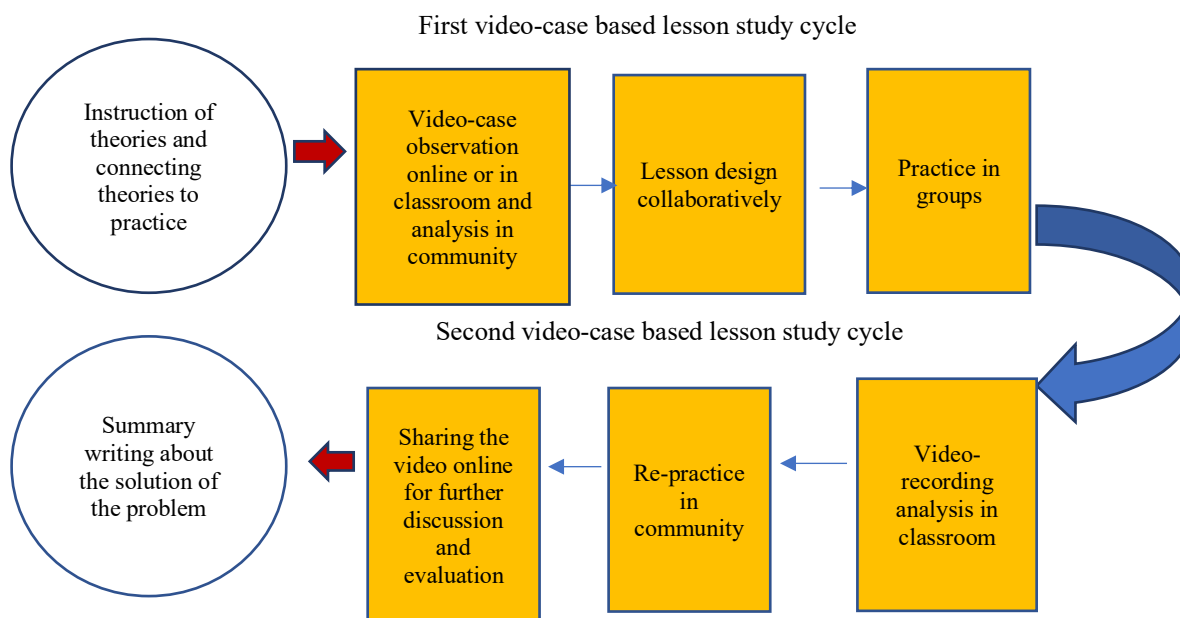 First video-case based lesson study cycle
Instruction of
theories and
connecting
theories to
practice
Video-case
observation
online or in
classroom and
analysis in
community
Lesson design
collaboratively
Practice in
groups
Second video-case based lesson study cycle
Video-
recording
analysis in
classroom
Re-practice
in
community
Sharing the
video online
for further
discussion
and
evaluation
Summary
writing about
the solution of
the problem